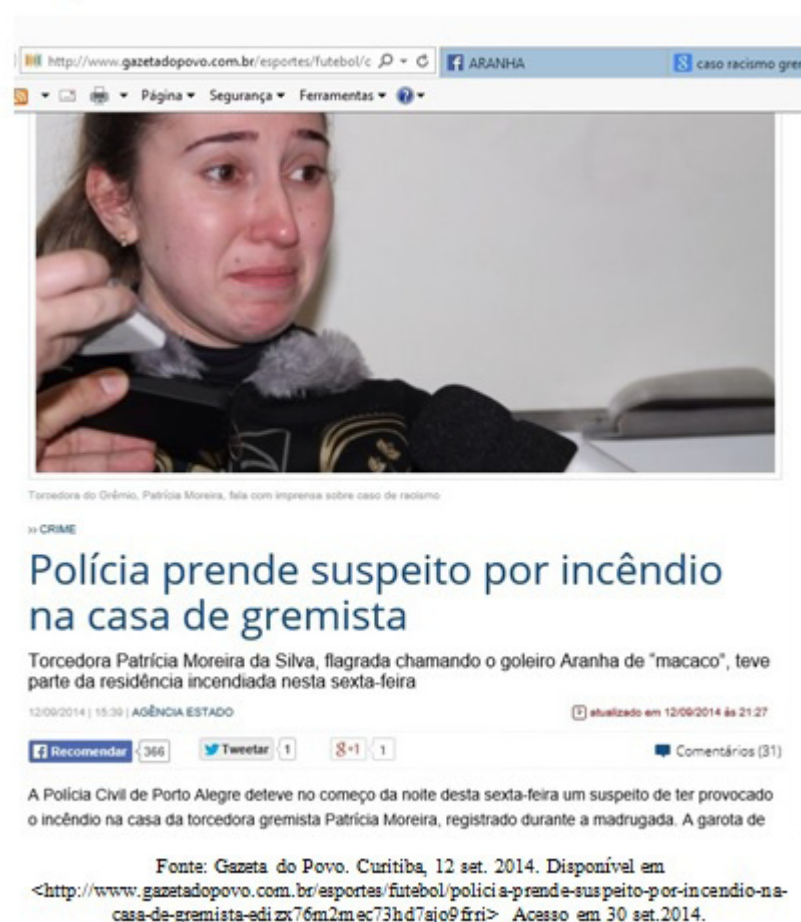 http://www.gazetadopovo.com.br/esportes/futebol/c
ARANHA
caso racismo grem
Página Segurança Ferramentas
Torcedora do Grêmio, Patrícia Moreira, fala com imprensa sobre caso de racismo
>> CRIME
Polícia prende suspeito por incêndio
na casa de gremista
Torcedora Patrícia Moreira da Silva, flagrada chamando o goleiro Aranha de "macaco", teve
parte da residência incendiada nesta sexta-feira
12/09/2014 | 15:39 | AGÊNCIA ESTADO
atualizado em 12/09/2014 às 21:27
Recomendar 366
Tweetar 1
g+1 1
Comentários (31)
A Polícia Civil de Porto Alegre deteve no começo da noite desta sexta-feira um suspeito de ter provocado
o incêndio na casa da torcedora gremista Patrícia Moreira, registrado durante a madrugada. A garota de
Fonte: Gazeta do Povo. Curitiba, 12 set. 2014. Disponível em
<http://www.gazetadopovo.com.br/esportes/futebol/policia-prende-suspeito-por-incendio-na-
casa-de-gremista-edizx76m2mec73hd7ajo9frri> Acesso em 30 set.2014.